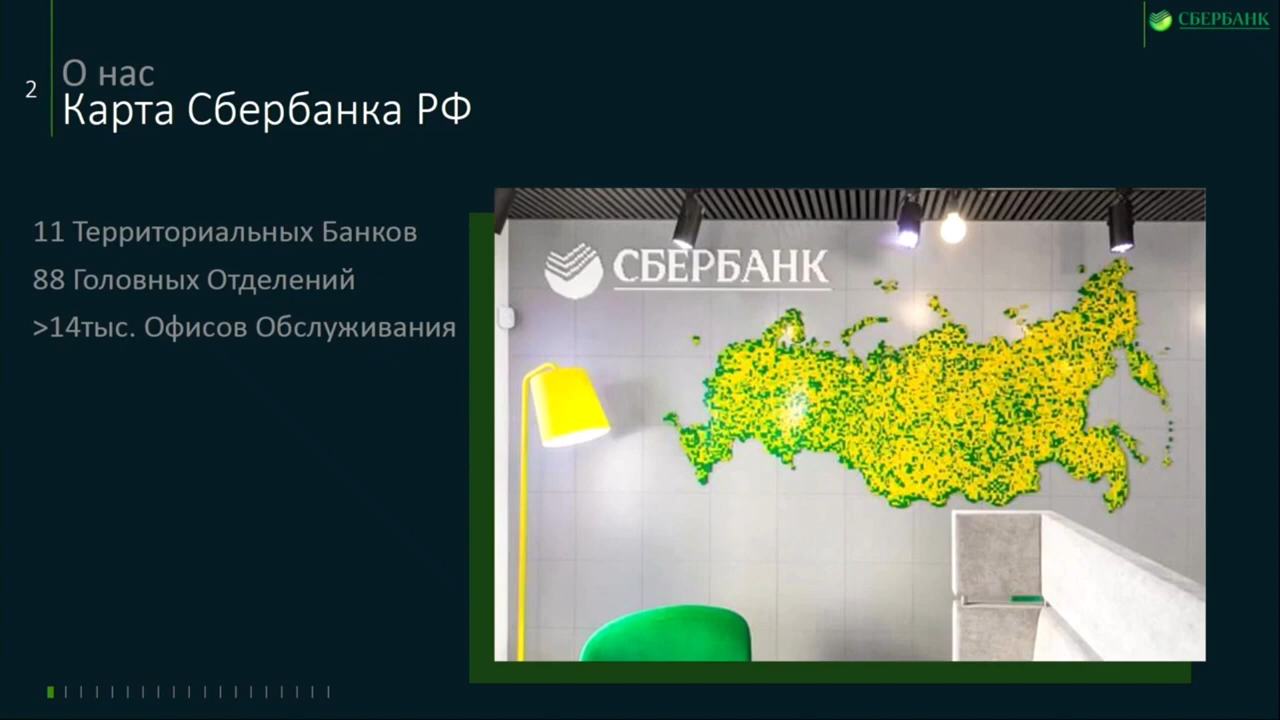 СБЕРБАНК
О нас
2
Карта Сбербанка РФ
11 Территориальных Банков
88 Головных Отделений
>14тыс. Офисов Обслуживания
СБЕРБАНК